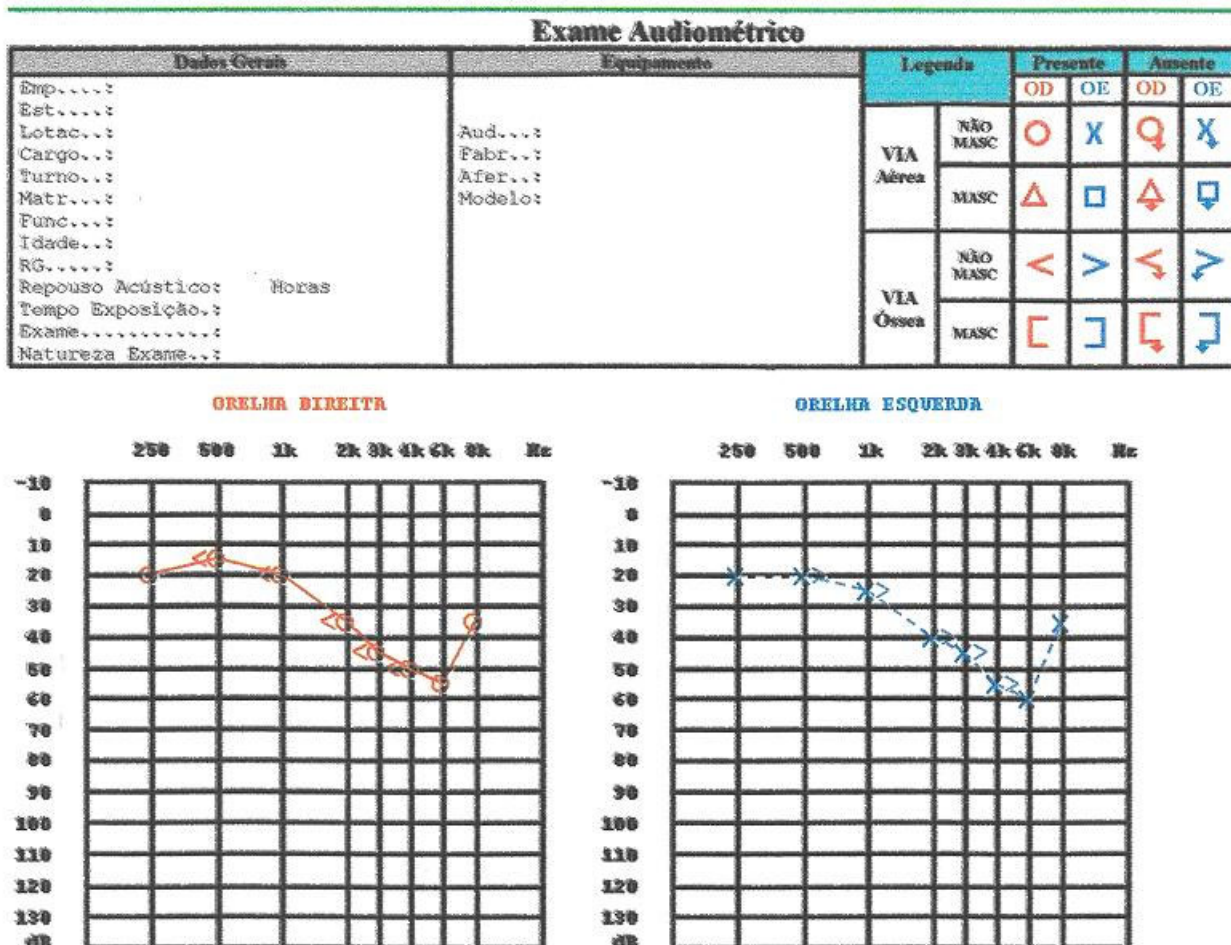 Exame Audiométrico
Dados Gerais
Emp....:
Est....:
Lotac..:
Cargo..:
Turno..:
Matr...:
Func...:
Idade..:
RG.....:
Repouso Acústico: Horas
Tempo Exposição.:
Exame...........:
Natureza Exame..:
Equipamento
Aud...:
Fabr..:
Afer..:
Modelo:
Legenda Presente Ausente
OD OE OD OE
VIA Aérea
NÃO MASC
MASC
VIA Óssea
NÃO MASC
MASC
ORELHA DIREITA
250 500 1k 2k 3k 4k 6k 8k Hz
-10
0
10
20
30
40
50
60
70
80
90
100
110
120
130
dB
ORELHA ESQUERDA
250 500 1k 2k 3k 4k 6k 8k Hz
-10
0
10
20
30
40
50
60
70
80
90
100
110
120
130
dB